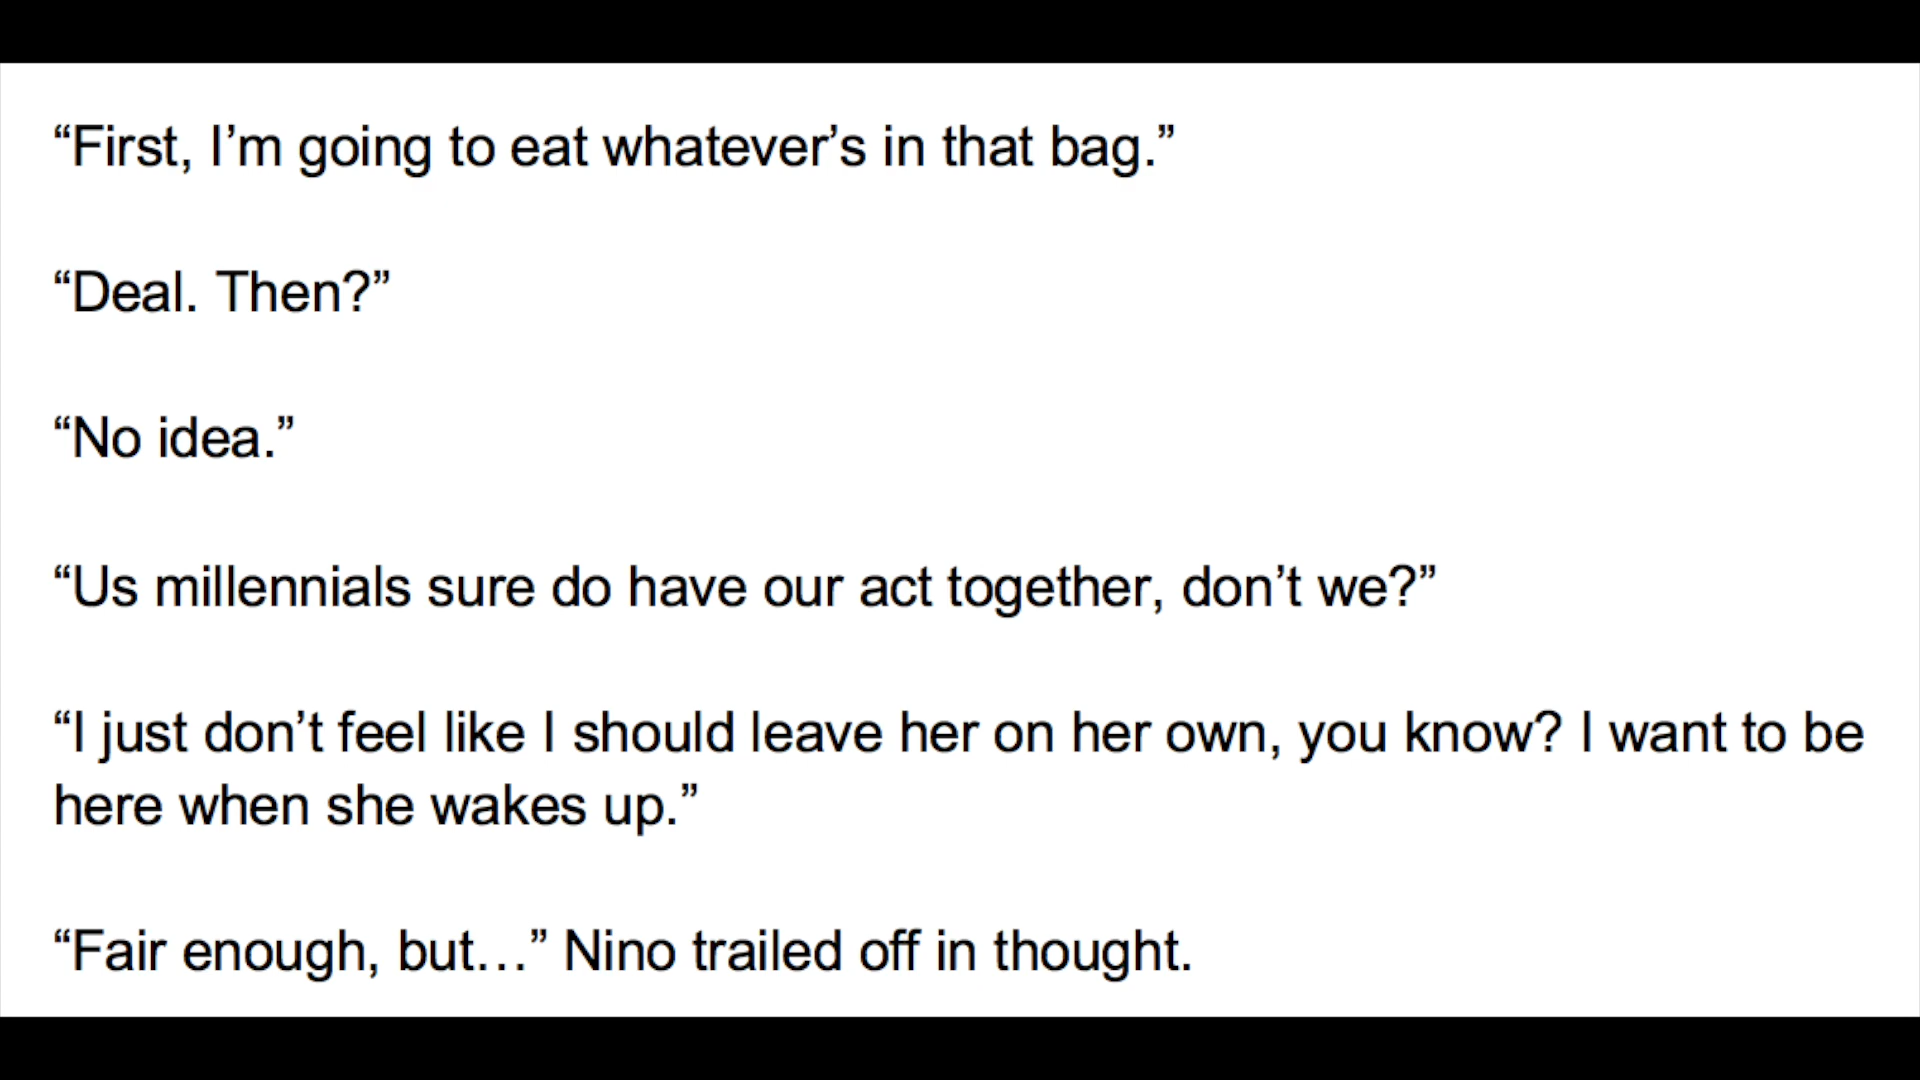 “First, I’m going to eat whatever’s in that bag.”
“Deal. Then?”
“No idea.”
“Us millennials sure do have our act together, don’t we?”
“I just don’t feel like I should leave her on her own, you know? I want to be
here when she wakes up.”
“Fair enough, but…” Nino trailed off in thought.